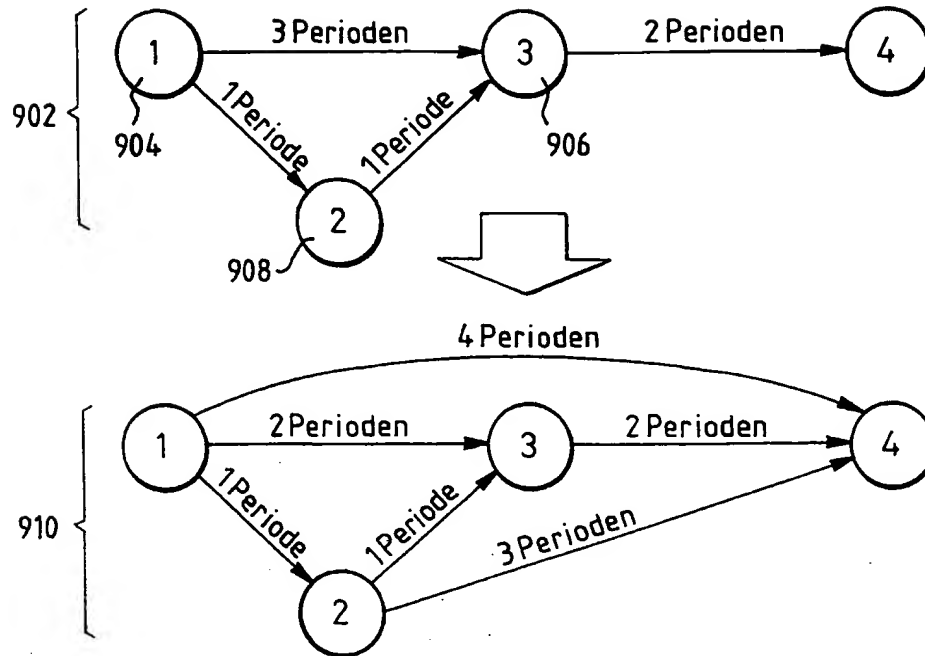 1
3 Perioden
3
2 Perioden
4
902
904
1 Periode
1 Periode
906
2
908
4 Perioden
1
2 Perioden
3
2 Perioden
4
910
1 Periode
1 Periode
3 Perioden
2